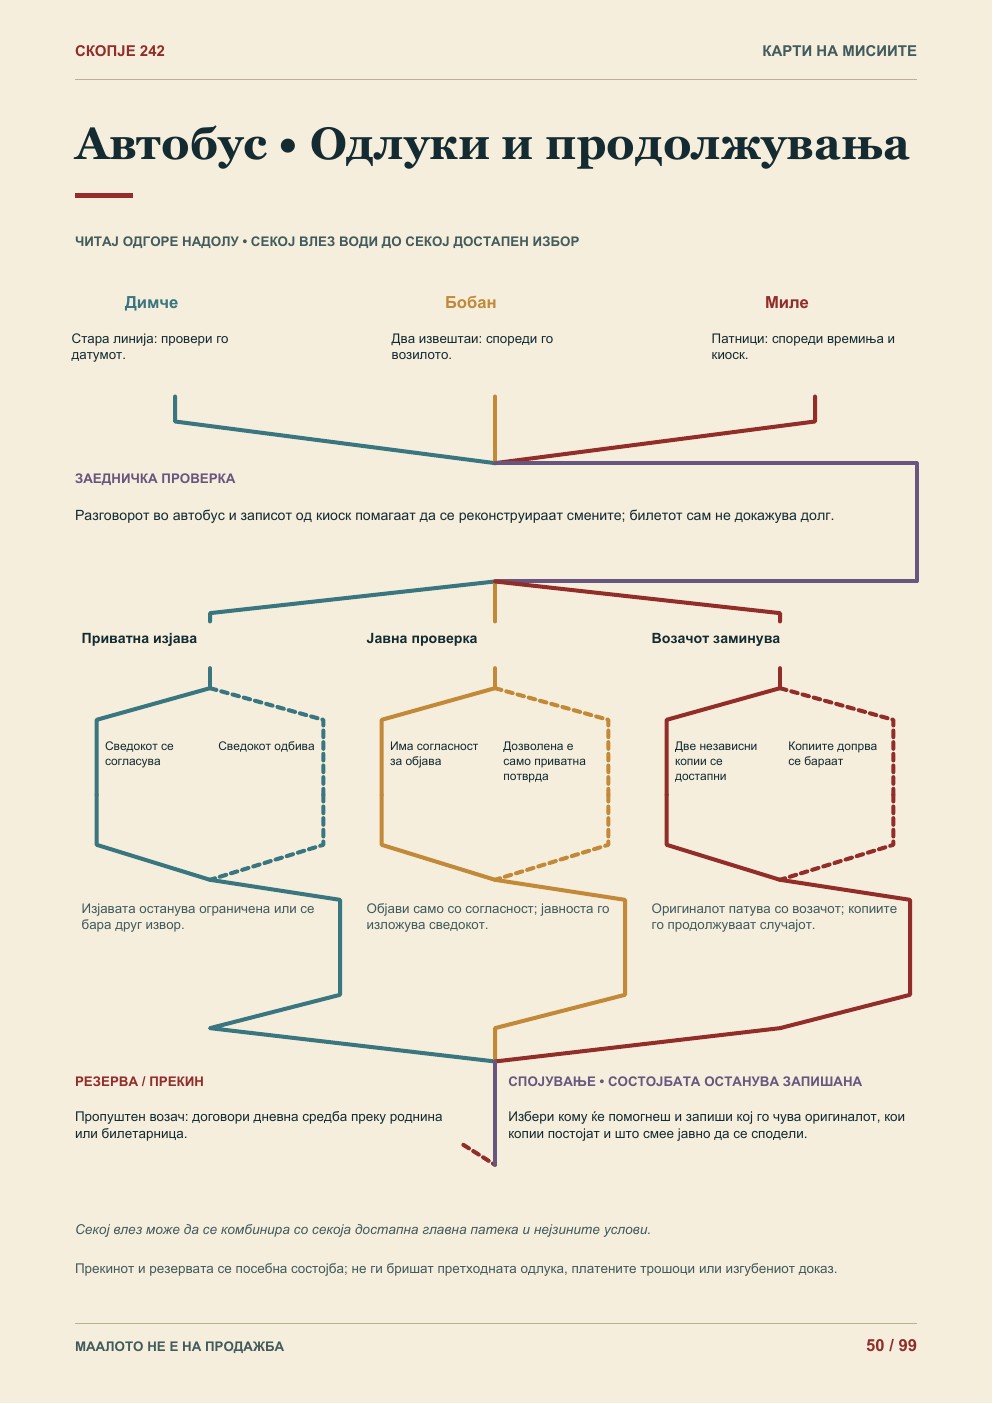 СКОПЈЕ 242
КАРТИ НА МИСИИТЕ
Автобус • Одлуки и продолжувања
ЧИТАЈ ОДГОРЕ НАДОЛУ • СЕКОЈ ВЛЕЗ ВОДИ ДО СЕКОЈ ДОСТАПЕН ИЗБОР
Димче
Стара линија: провери го
датумот.
Бобан
Два извештаи: спореди го
возилото.
Миле
Патници: спореди времиња и
киоск.
ЗАЕДНИЧКА ПРОВЕРКА
Разговорот во автобус и записот од киоск помагаат да се реконструираат смените; билетот сам не докажува долг.
Приватна изјава
Сведокот се
согласува
Сведокот одбива
Изјавата останува ограничена или се
бара друг извор.
Јавна проверка
Има согласност
за објава
Дозволена е
само приватна
потврда
Објави само со согласност; јавноста го
изложува сведокот.
Возачот заминува
Две независни
копии се
достапни
Копиите допрва
се бараат
Оригиналот патува со возачот; копиите
го продолжуваат случајот.
РЕЗЕРВА / ПРЕКИН
Пропуштен возач: договори дневна средба преку роднина
или билетарница.
СПОЈУВАЊЕ • СОСТОЈБАТА ОСТАНУВА ЗАПИШАНА
Избери кому ќе помогнеш и запиши кој го чува оригиналот, кои
копии постојат и што смее јавно да се сподели.
Секој влез може да се комбинира со секоја достапна главна патека и нејзините услови.
Прекинот и резервата се посебна состојба; не ги бришат претходната одлука, платените трошоци или изгубениот доказ.
МААЛОТО НЕ Е НА ПРОДАЖБА
50 / 99